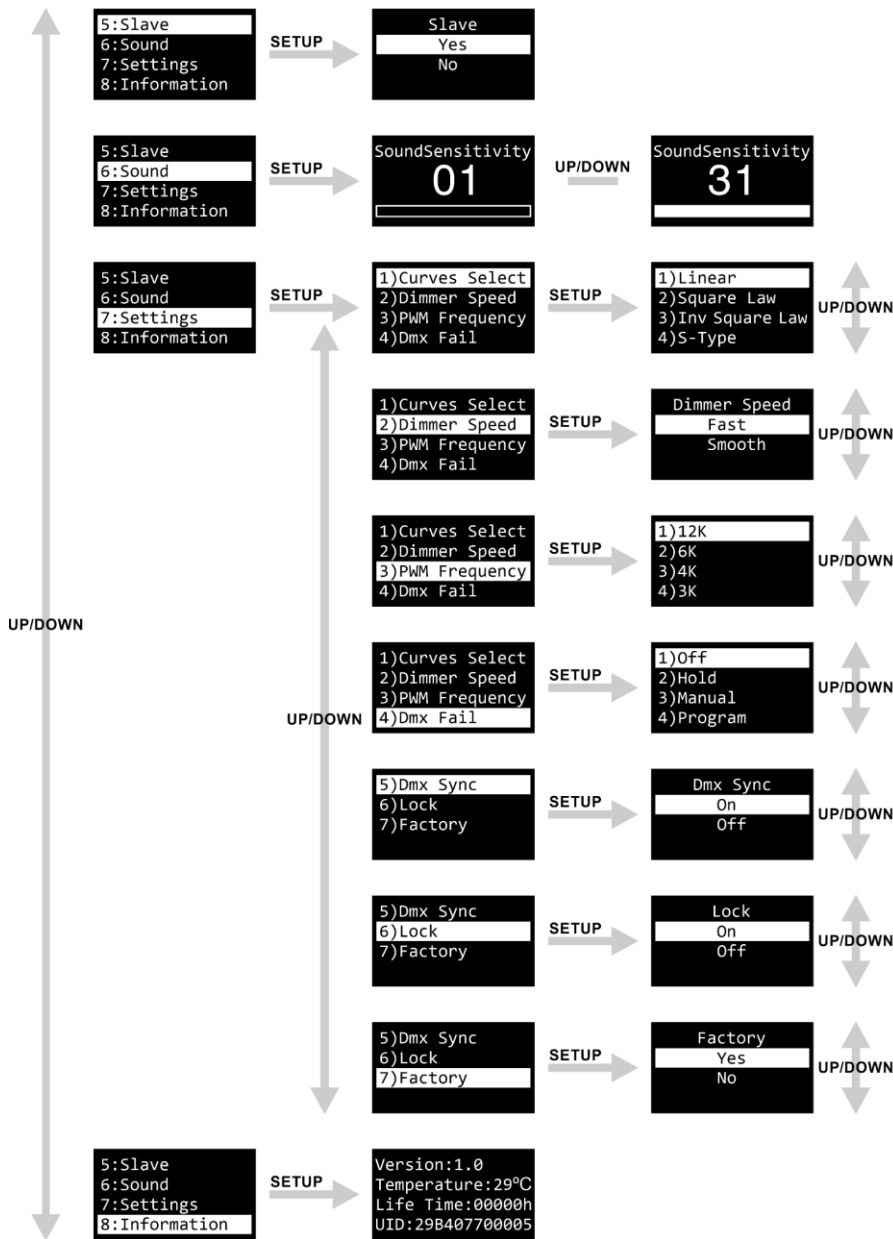 5:Slave
6:Sound
7:Settings
8:Information
SETUP
Slave
Yes
No
5:Slave
6:Sound
7:Settings
8:Information
SETUP
SoundSensitivity
01
UP/DOWN
SoundSensitivity
31
5:Slave
6:Sound
7:Settings
8:Information
SETUP
1)Curves Select
2)Dimmer Speed
3)PWM Frequency
4)Dmx Fail
SETUP
1)Linear
2)Square Law
3)Inv Square Law
4)S-Type
UP/DOWN
1)Curves Select
2)Dimmer Speed
3)PWM Frequency
4)Dmx Fail
SETUP
Dimmer Speed
Fast
Smooth
UP/DOWN
1)Curves Select
2)Dimmer Speed
3)PWM Frequency
4)Dmx Fail
SETUP
1)12K
2)6K
3)4K
4)3K
UP/DOWN
UP/DOWN
1)Curves Select
2)Dimmer Speed
3)PWM Frequency
4)Dmx Fail
SETUP
1)Off
2)Hold
3)Manual
4)Program
UP/DOWN
UP/DOWN
5)Dmx Sync
6)Lock
7)Factory
SETUP
Dmx Sync
On
Off
UP/DOWN
5)Dmx Sync
6)Lock
7)Factory
SETUP
Lock
On
Off
UP/DOWN
5)Dmx Sync
6)Lock
7)Factory
SETUP
Factory
Yes
No
UP/DOWN
5:Slave
6:Sound
7:Settings
8:Information
SETUP
Version:1.0
Temperature:29°C
Life Time:00000h
UID:29B407700005